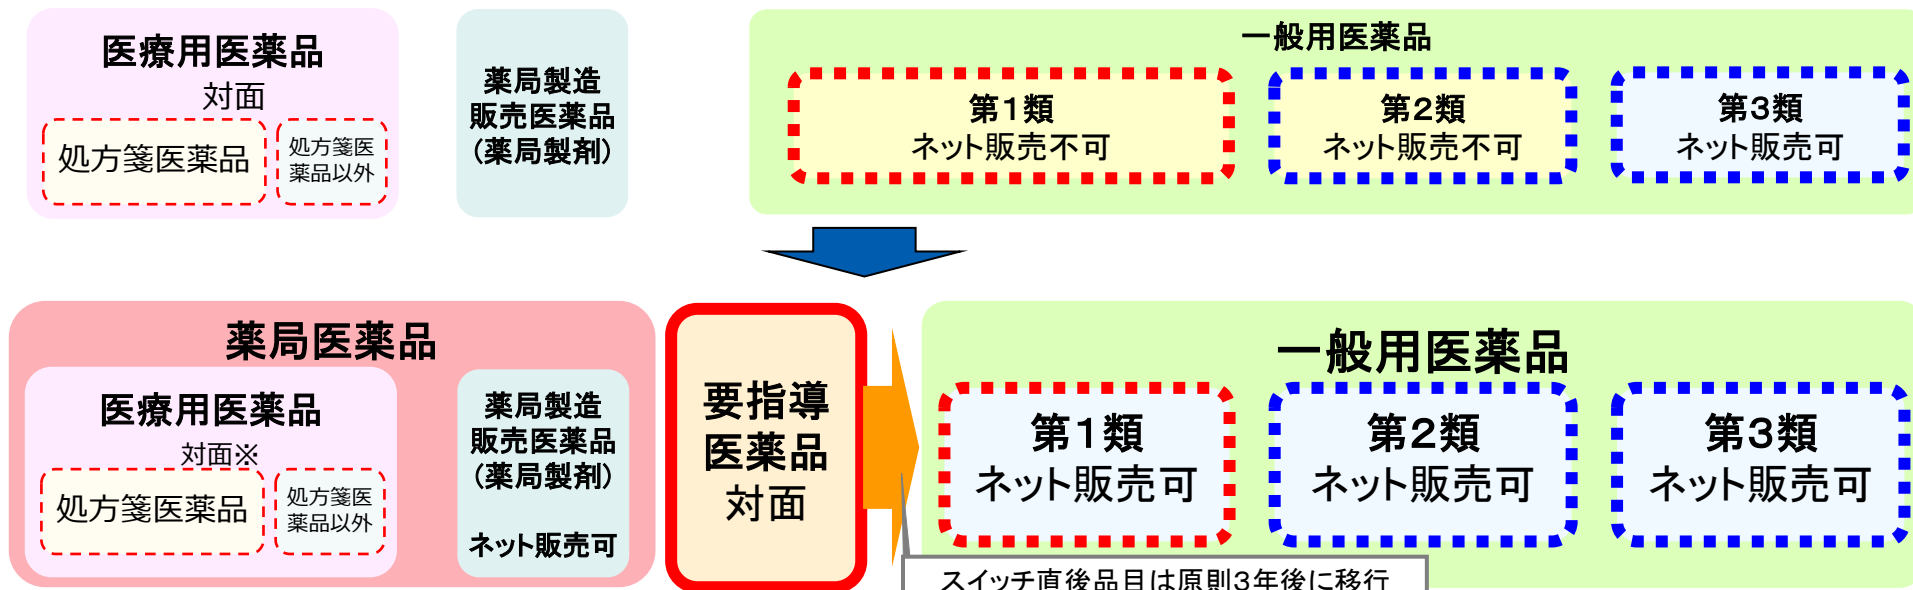 医療用医薬品
対面
処方箋医薬品
処方箋医
薬品以外
薬局製造
販売医薬品
（薬局製剤）
一般用医薬品
第１類
ネット販売不可
第２類
ネット販売不可
第３類
ネット販売可
薬局医薬品
医療用医薬品
対面※
処方箋医薬品
処方箋医
薬品以外
薬局製造
販売医薬品
（薬局製剤）
ネット販売可
要指導
医薬品
対面
一般用医薬品
第１類
ネット販売可
第２類
ネット販売可
第３類
ネット販売可
スイッチ直後品目は原則３年後に移行